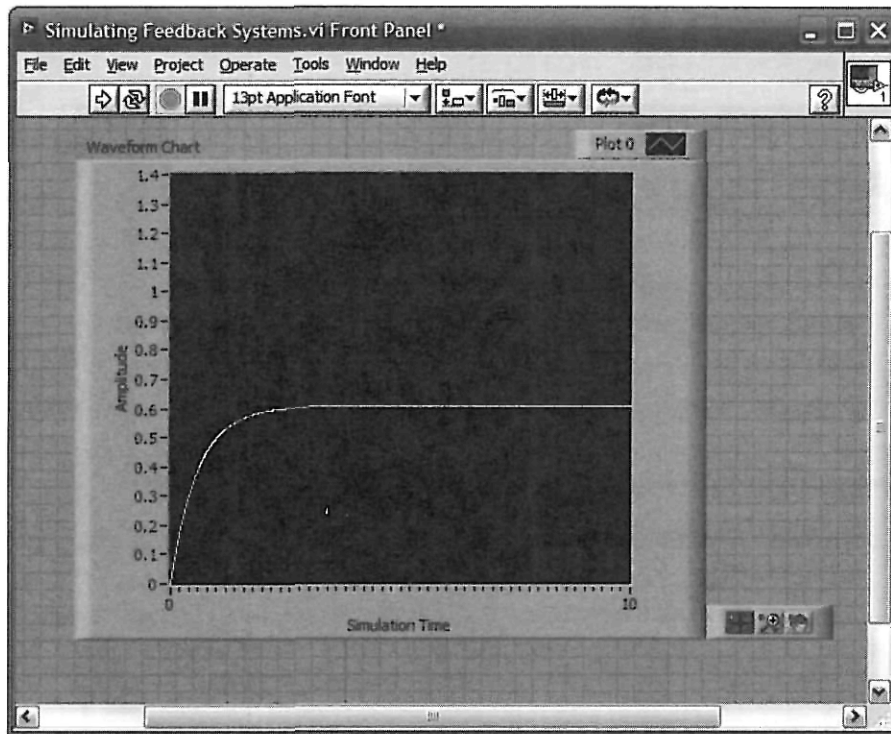 Simulating Feedback Systems.vi Front Panel *
File Edit View Project Operate Tools Window Help
13pt Application Font
1
Waveform Chart
Plot 0
1.4
1.3
1.2
1.1
1
0.9
0.8
0.7
0.6
0.5
0.4
0.3
0.2
0.1
0
Amplitude
0
10
Simulation Time